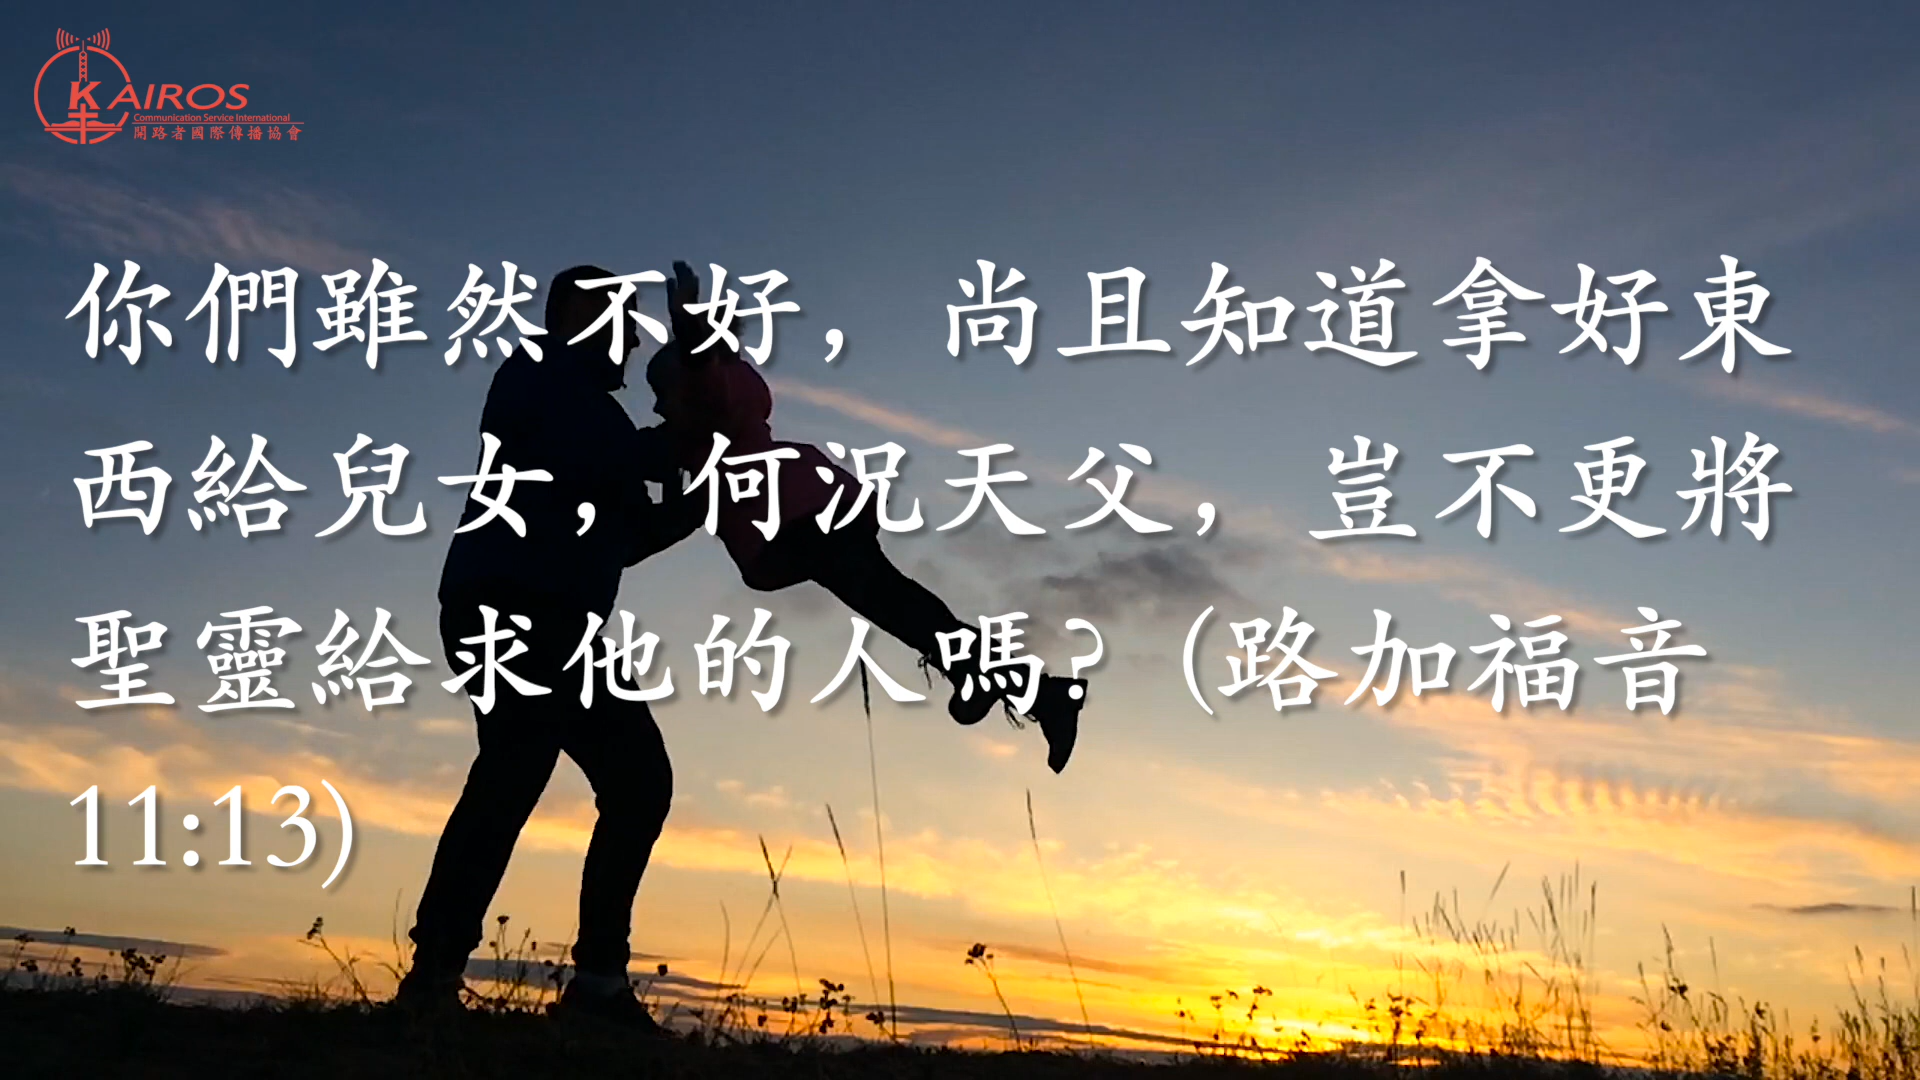 KAIROS
Communication Service International
開路者國際傳播協會
你們雖然不好，尚且知道拿好東
西給兒女，何況天父，豈不更將
聖靈給求他的人嗎？(路加福音
11:13)